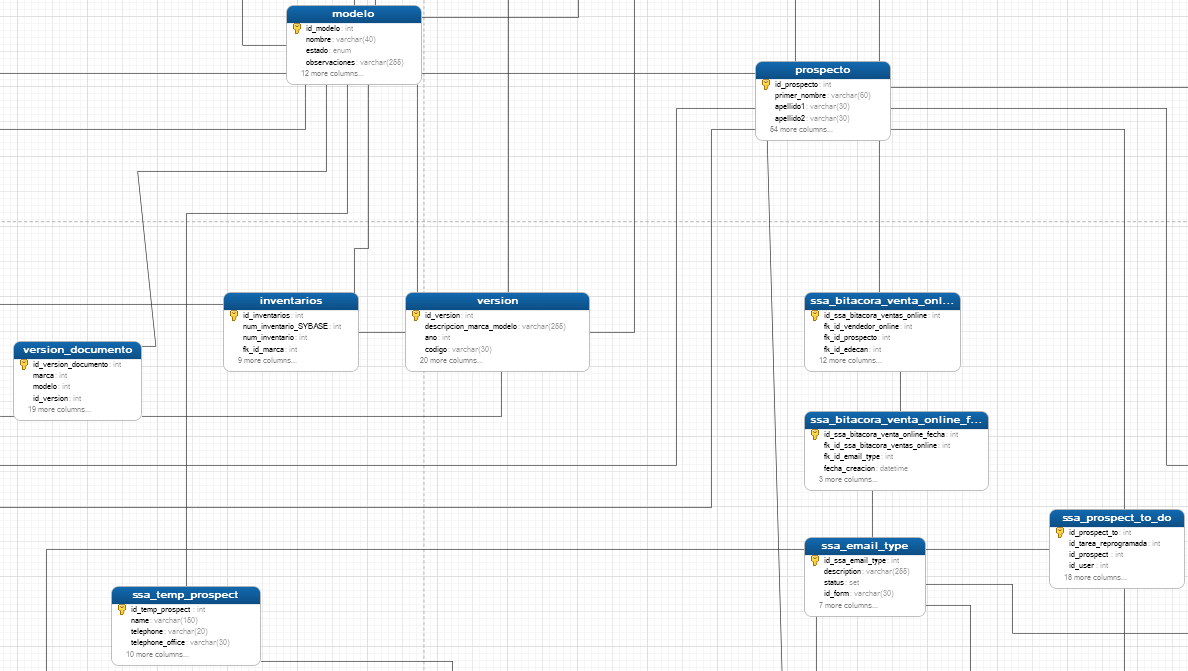 modelo
id_modelo: int
nombre: varchar(40)
estado: enum
observaciones: varchar(255)
12 more columns...
prospecto
id_prospecto: int
primer_nombre: varchar(60)
apellido1: varchar(30)
apellido2: varchar(30)
54 more columns...
inventarios
id_inventarios: int
num_inventario_SYBASE: int
num_inventario: int
fk_id_marca: int
9 more columns...
version
id_version: int
descripcion_marca_modelo: varchar(255)
ano: int
codigo: varchar(30)
20 more columns...
ssa_bitacora_venta_onl...
id_ssa_bitacora_ventas_online: int
fk_id_vendedor_online: int
fk_id_prospecto: int
fk_id_edecan: int
12 more columns...
version_documento
id_version_documento: int
marca: int
modelo: int
id_version: int
19 more columns...
ssa_bitacora_venta_online_f...
id_ssa_bitacora_venta_online_fecha: int
fk_id_ssa_bitacora_ventas_online: int
fk_id_email_type: int
fecha_creacion: datetime
3 more columns...
ssa_prospect_to_do
id_prospect_to: int
id_tarea_reprogramada: int
id_prospect: int
id_user: int
18 more columns...
ssa_email_type
id_ssa_email_type: int
description: varchar(255)
status: set
id_form: varchar(30)
7 more columns...
ssa_temp_prospect
id_temp_prospect: int
name: varchar(150)
telephone: varchar(20)
telephone_office: varchar(30)
10 more columns...